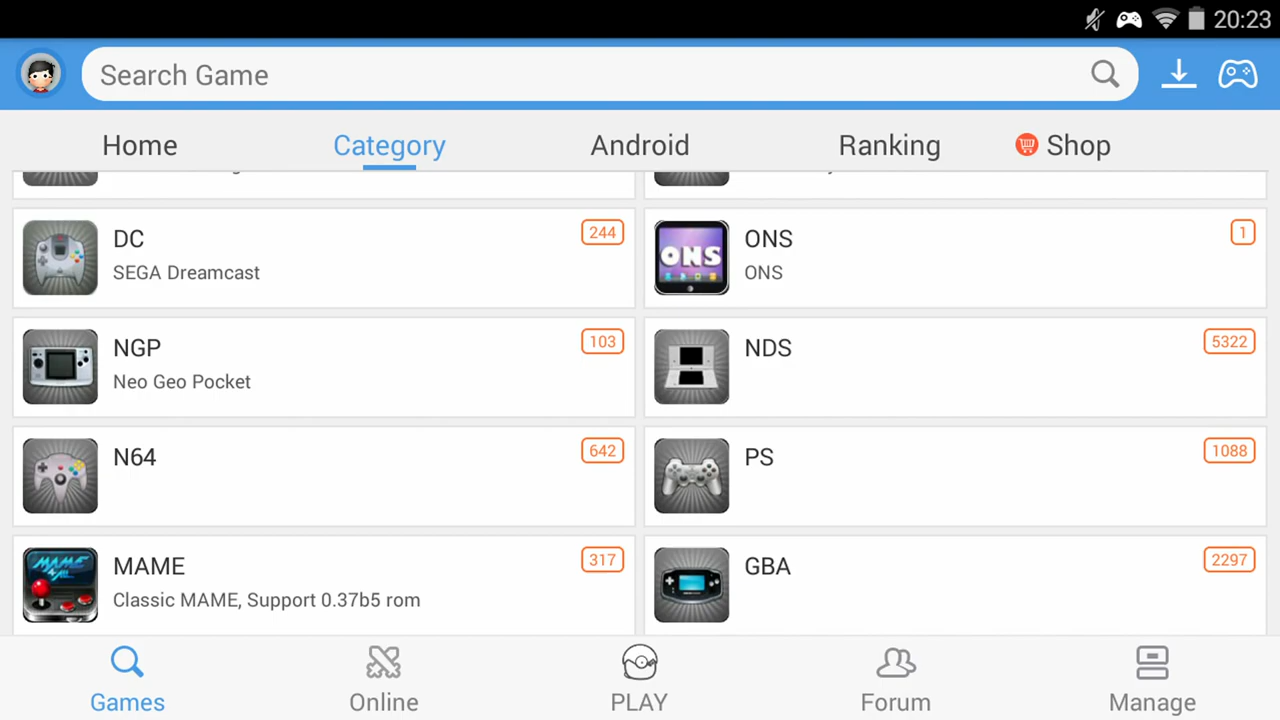 20:23
Search Game
Home Category Android Ranking Shop
DC 244
SEGA Dreamcast
ONS ONS 1
ONS
NGP 103
Neo Geo Pocket
NDS 5322
N64 642
PS 1088
MAME MAME 317
Classic MAME, Support 0.37b5 rom
GBA 2297
Games Online PLAY Forum Manage